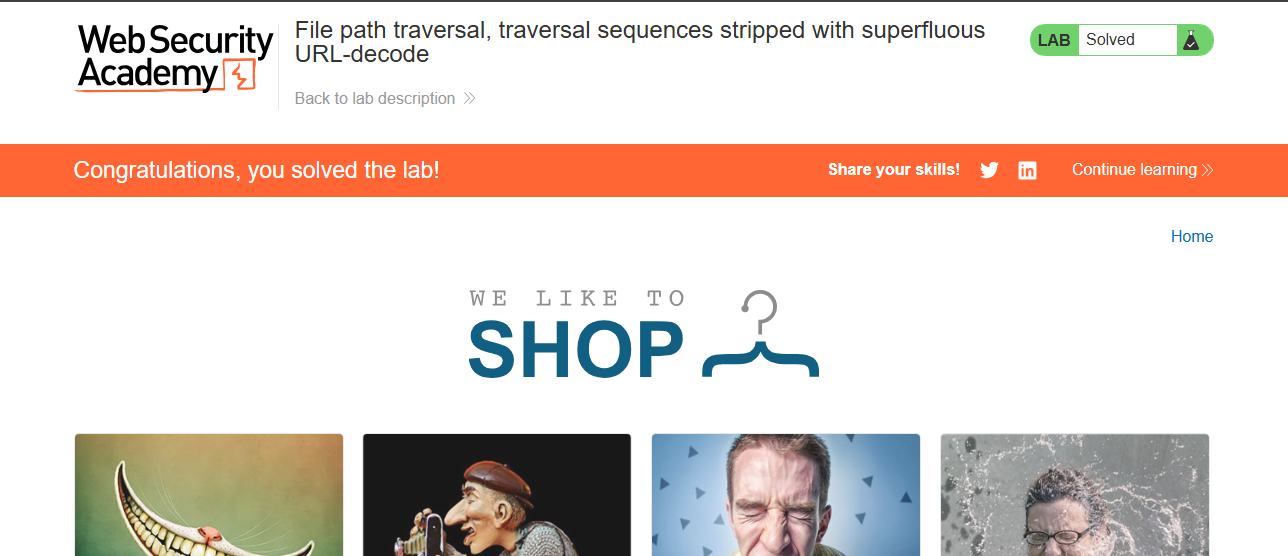 Web Security
Academy
File path traversal, traversal sequences stripped with superfluous
URL-decode
Back to lab description
LAB Solved
Congratulations, you solved the lab!
Share your skills!
Continue learning
Home
WE LIKE TO
SHOP